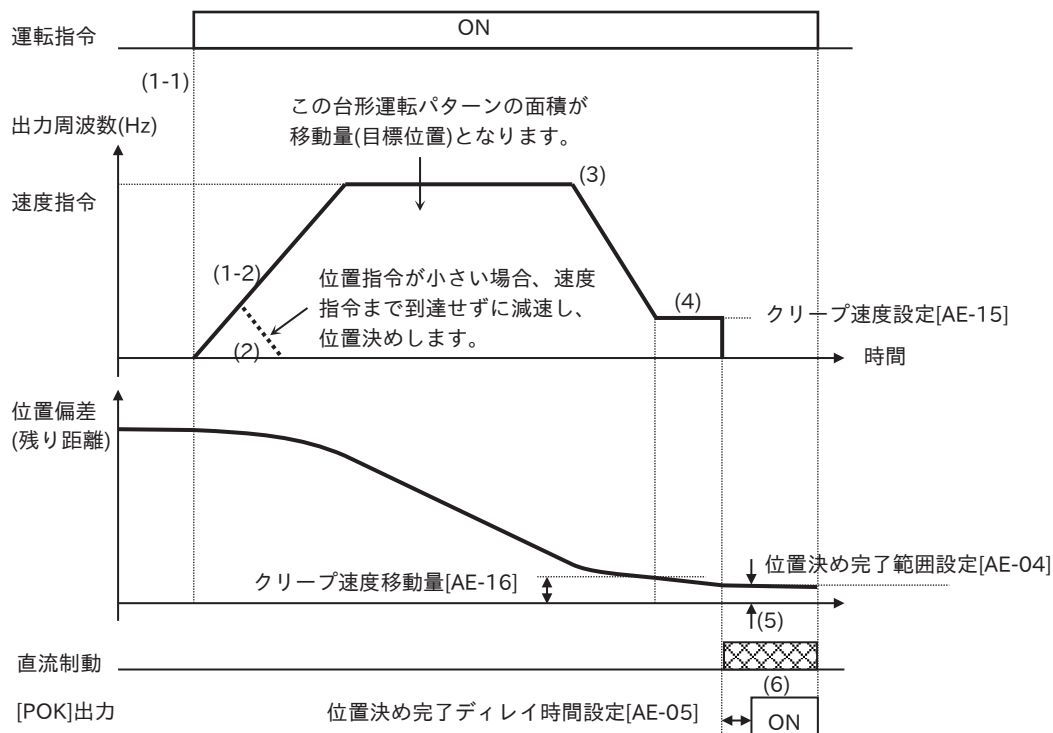 運転指令
ON
(1-1)
この台形運転パターンの面積が
移動量(目標位置)となります。
出力周波数(Hz)
(3)
速度指令
(1-2)
位置指令が小さい場合、速度
指令まで到達せずに減速し、
位置決めします。
(4)
クリープ速度設定[AE-15]
(2)
時間
位置偏差
(残り距離)
クリープ速度移動量[AE-16]
位置決め完了範囲設定[AE-04]
(5)
直流制動
(6)
[POK]出力
位置決め完了ディレイ時間設定[AE-05]
ON